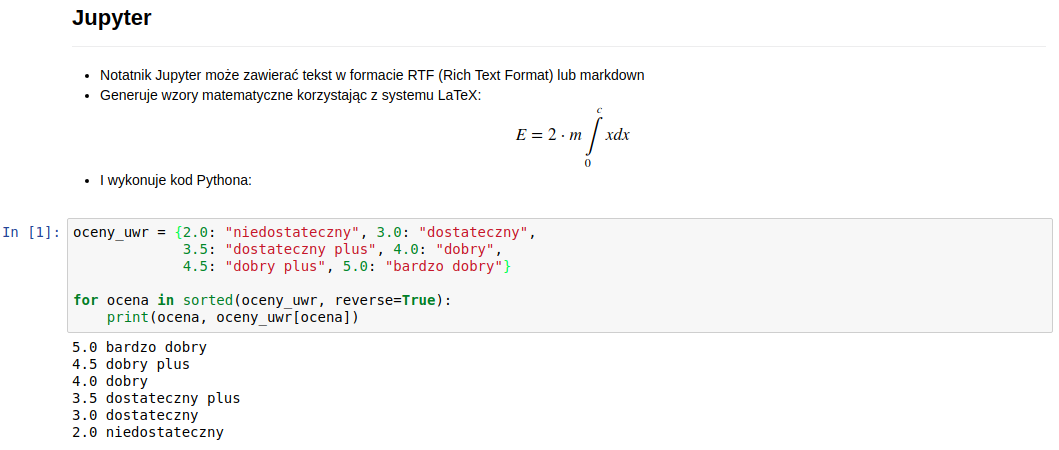 Jupyter
• Notatnik Jupyter może zawierać tekst w formacie RTF (Rich Text Format) lub markdown
• Generuje wzory matematyczne korzystając z systemu LaTeX:
E = 2 · m ∫₀ᶜ xdx
• I wykonuje kod Pythona:
In [1]: oceny_uwr = {2.0: "niedostateczny", 3.0: "dostateczny",
3.5: "dostateczny plus", 4.0: "dobry",
4.5: "dobry plus", 5.0: "bardzo dobry"}
for ocena in sorted(oceny_uwr, reverse=True):
print(ocena, oceny_uwr[ocena])
5.0 bardzo dobry
4.5 dobry plus
4.0 dobry
3.5 dostateczny plus
3.0 dostateczny
2.0 niedostateczny